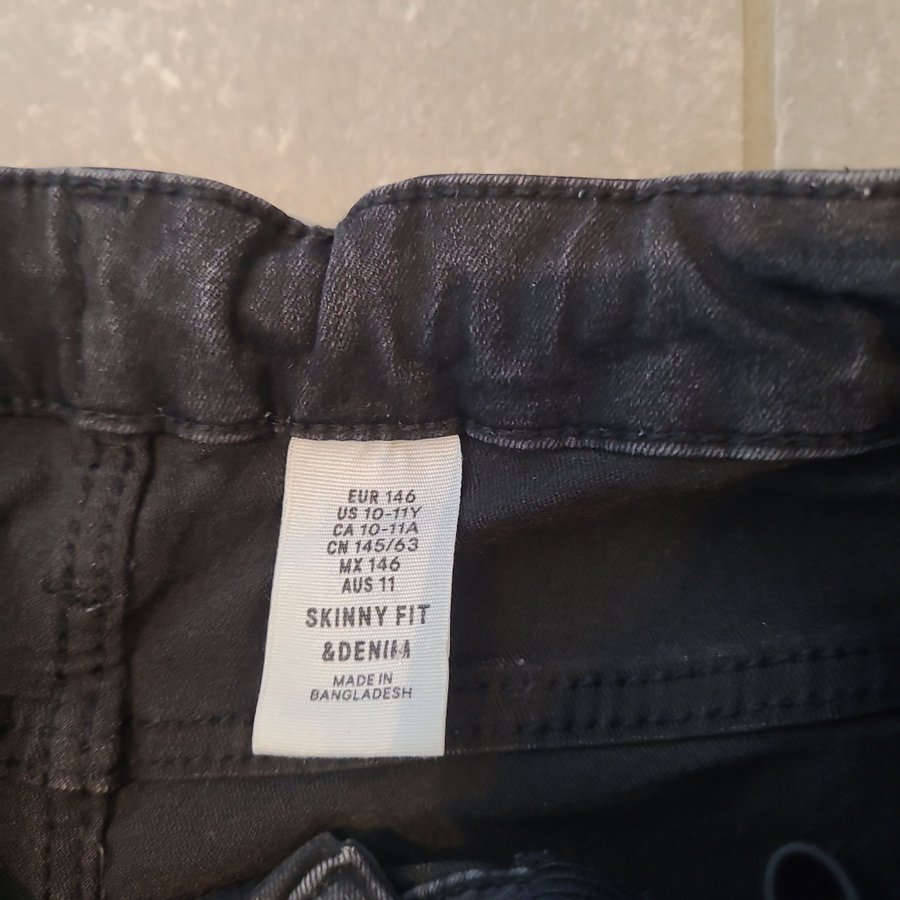 EUR 146
US 10-11Y
CA 10-11A
CN 145/63
MX 146
AUS 11
SKINNY FIT
&DENIM
MADE IN
BANGLADESH